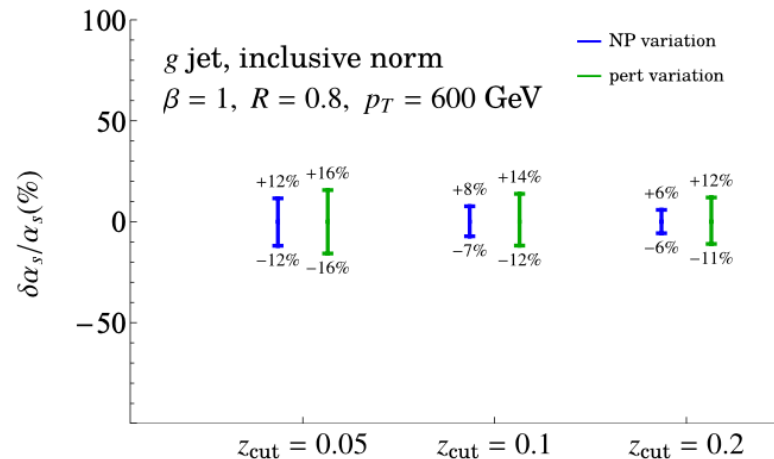 100
50
0
−50
δα_s/α_s(%)
g jet, inclusive norm
β = 1, R = 0.8, p_T = 600 GeV
NP variation
pert variation
+12% +16% +8% +14% +6% +12%
−12% −16% −7% −12% −6% −11%
z_cut = 0.05 z_cut = 0.1 z_cut = 0.2